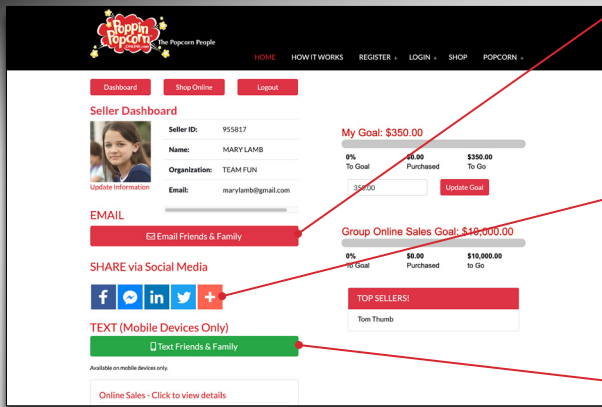 Poppin
Popcorn
ONLINE.com
The Popcorn People
HOME HOW IT WORKS REGISTER LOGIN SHOP POPCORN
Dashboard Shop Online Logout
Seller Dashboard
Seller ID: 955817
Name: MARY LAMB
Organization: TEAM FUN
Email: marylamb@gmail.com
Update Information
EMAIL
Email Friends & Family
SHARE via Social Media
TEXT (Mobile Devices Only)
Text Friends & Family
Available on mobile devices only.
Online Sales - Click to view details
My Goal: $350.00
0% $0.00 $350.00
To Goal Purchased To Go
350.00 Update Goal
Group Online Sales Goal: $10,000.00
0% $0.00 $10,000.00
To Goal Purchased to Go
TOP SELLERS!
Tom Thumb